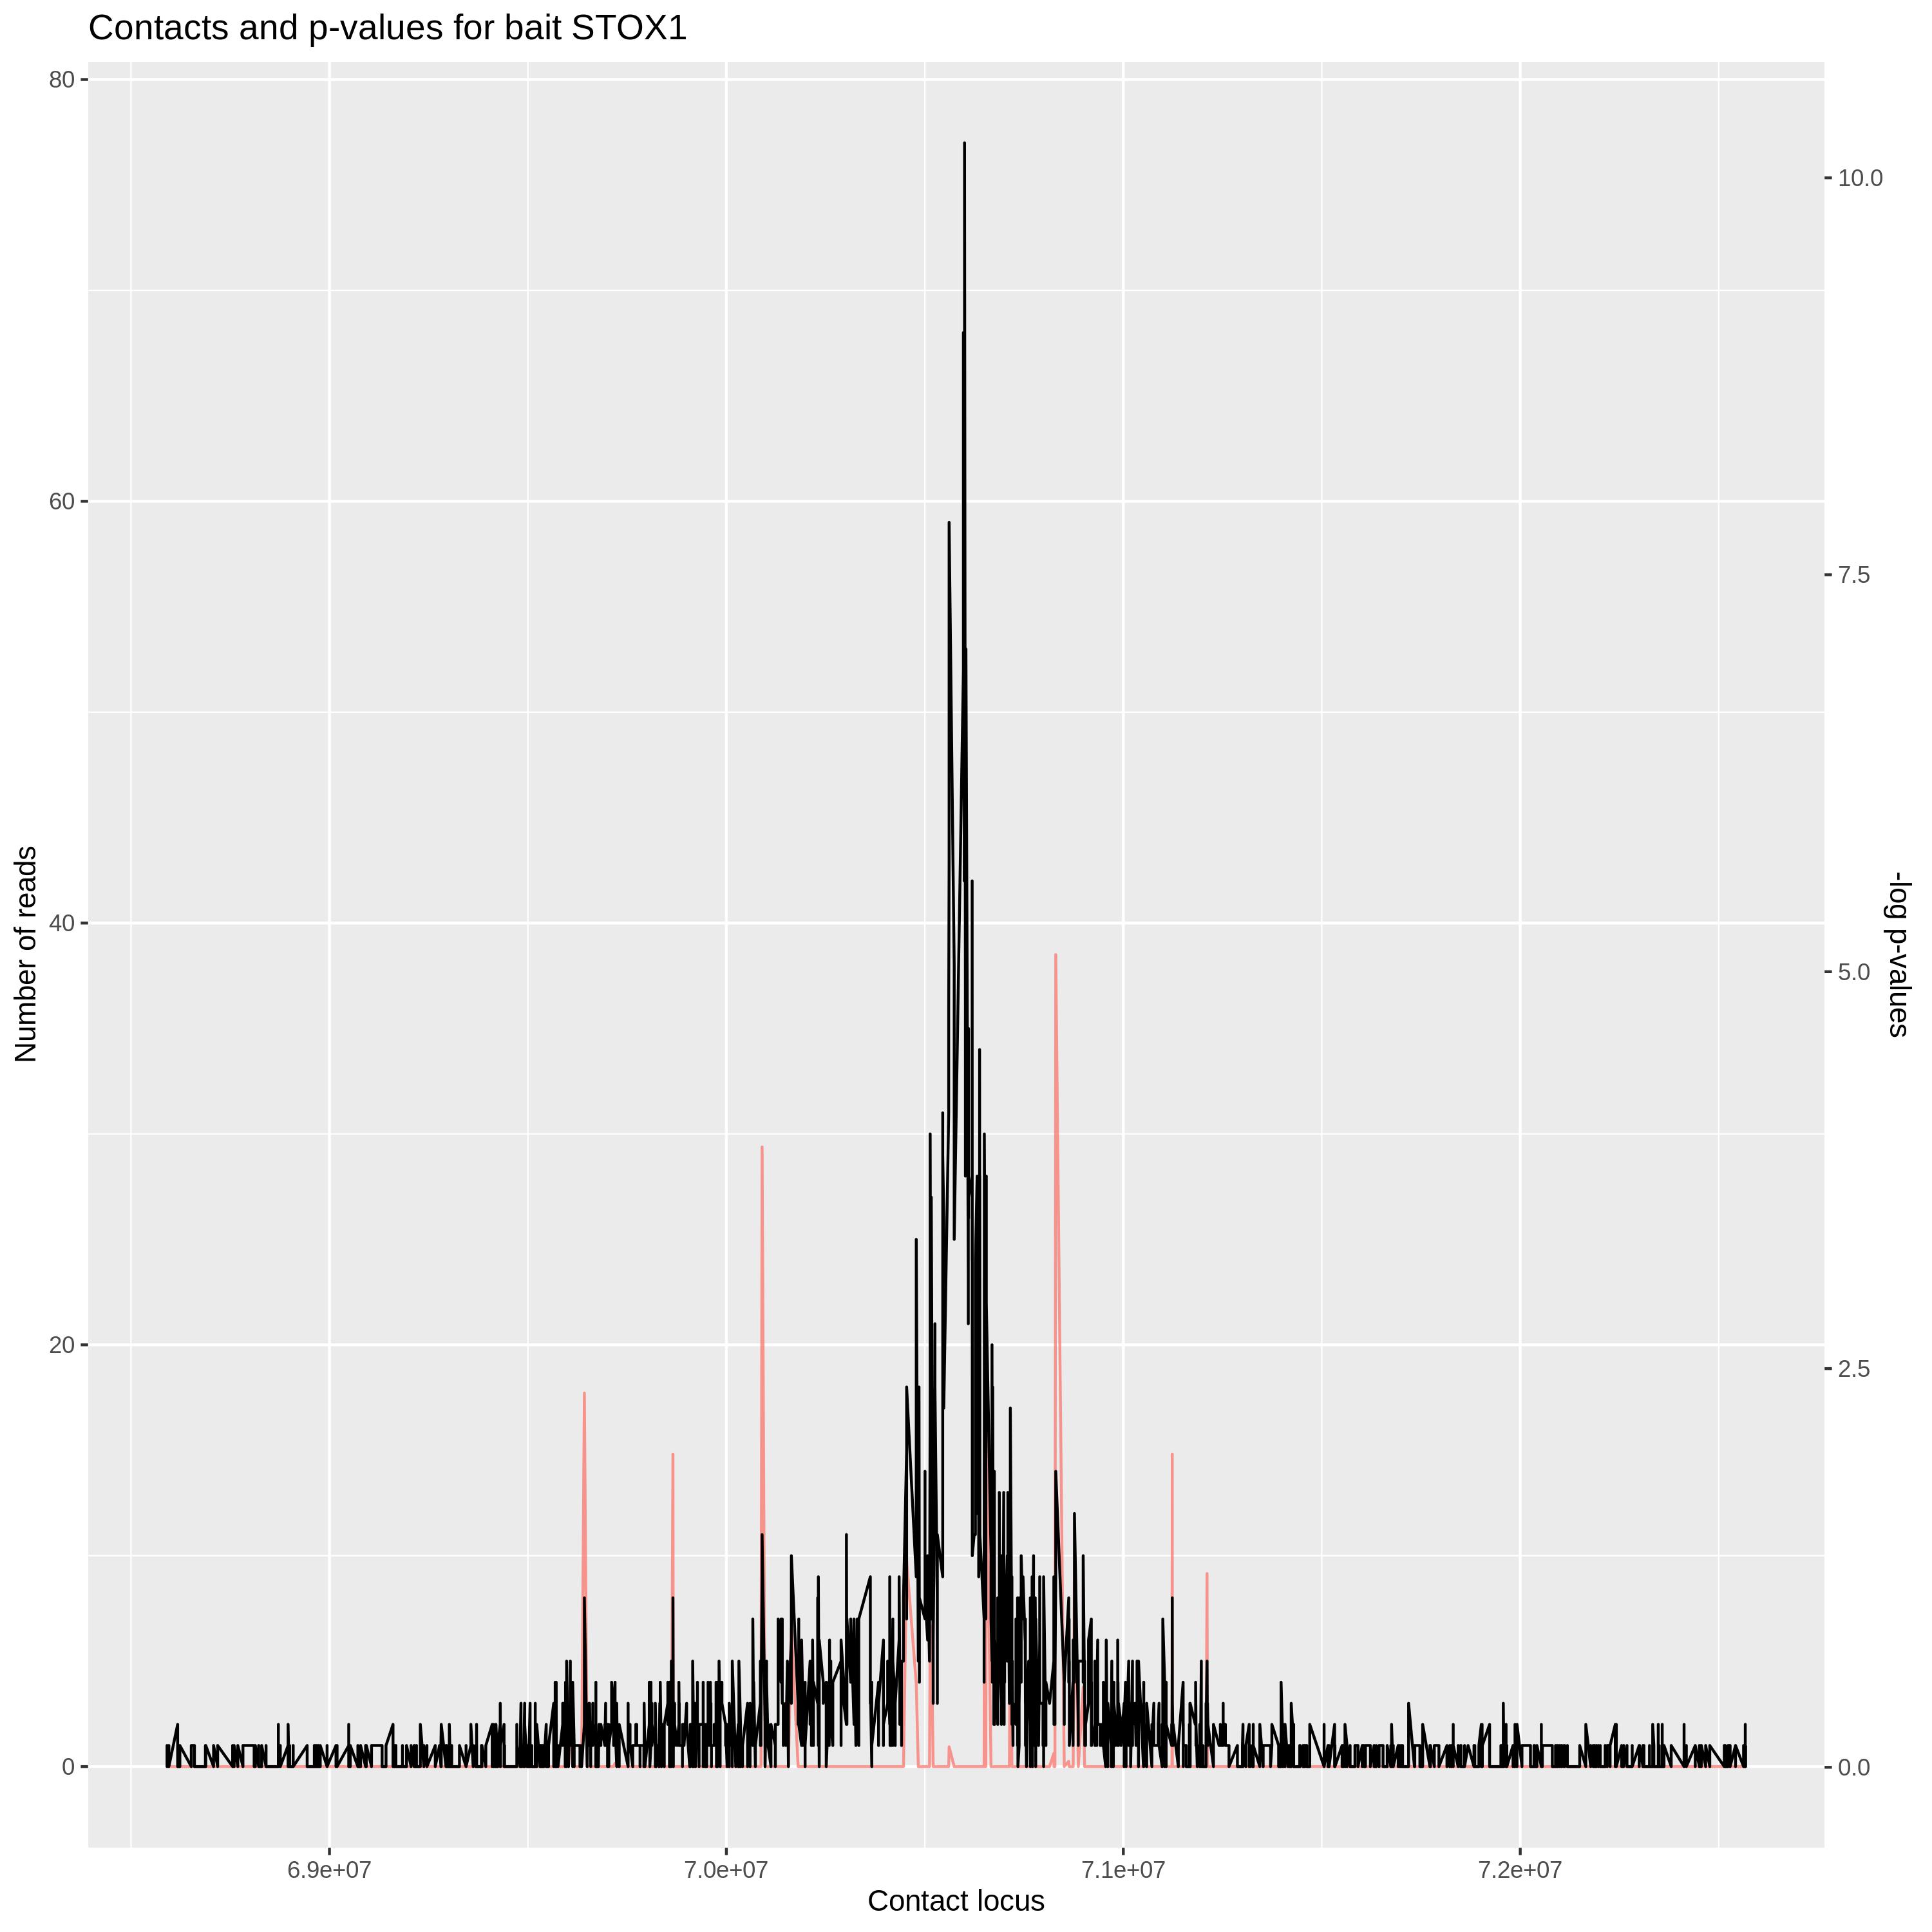 Contacts and p-values for bait STOX1
80
60
40
20
0
Number of reads
10.0
7.5
5.0
2.5
0.0
-log p-values
6.9e+07 7.0e+07 7.1e+07 7.2e+07
Contact locus